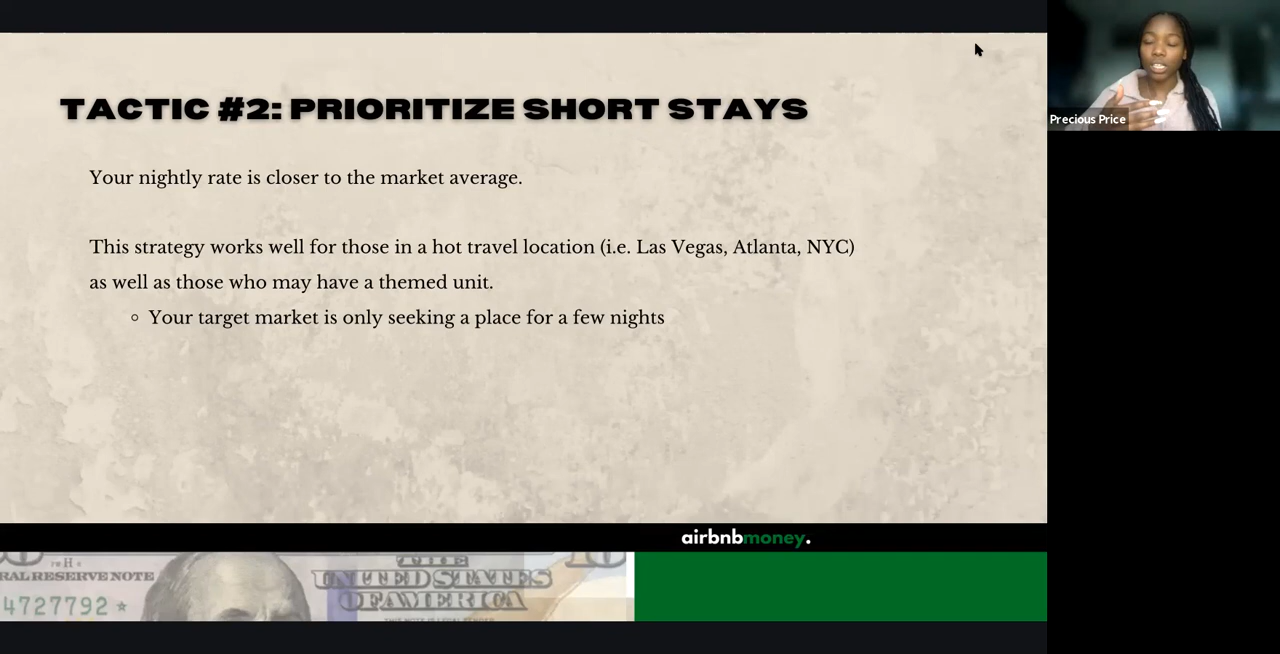 TACTIC #2: PRIORITIZE SHORT STAYS
Precious Price
Your nightly rate is closer to the market average.
This strategy works well for those in a hot travel location (i.e. Las Vegas, Atlanta, NYC)
as well as those who may have a themed unit.
Your target market is only seeking a place for a few nights
airbnbmoney.
H
RAL RESERVE NOTE
4727792
THE
UNITED STATES
OF AMERICA
10